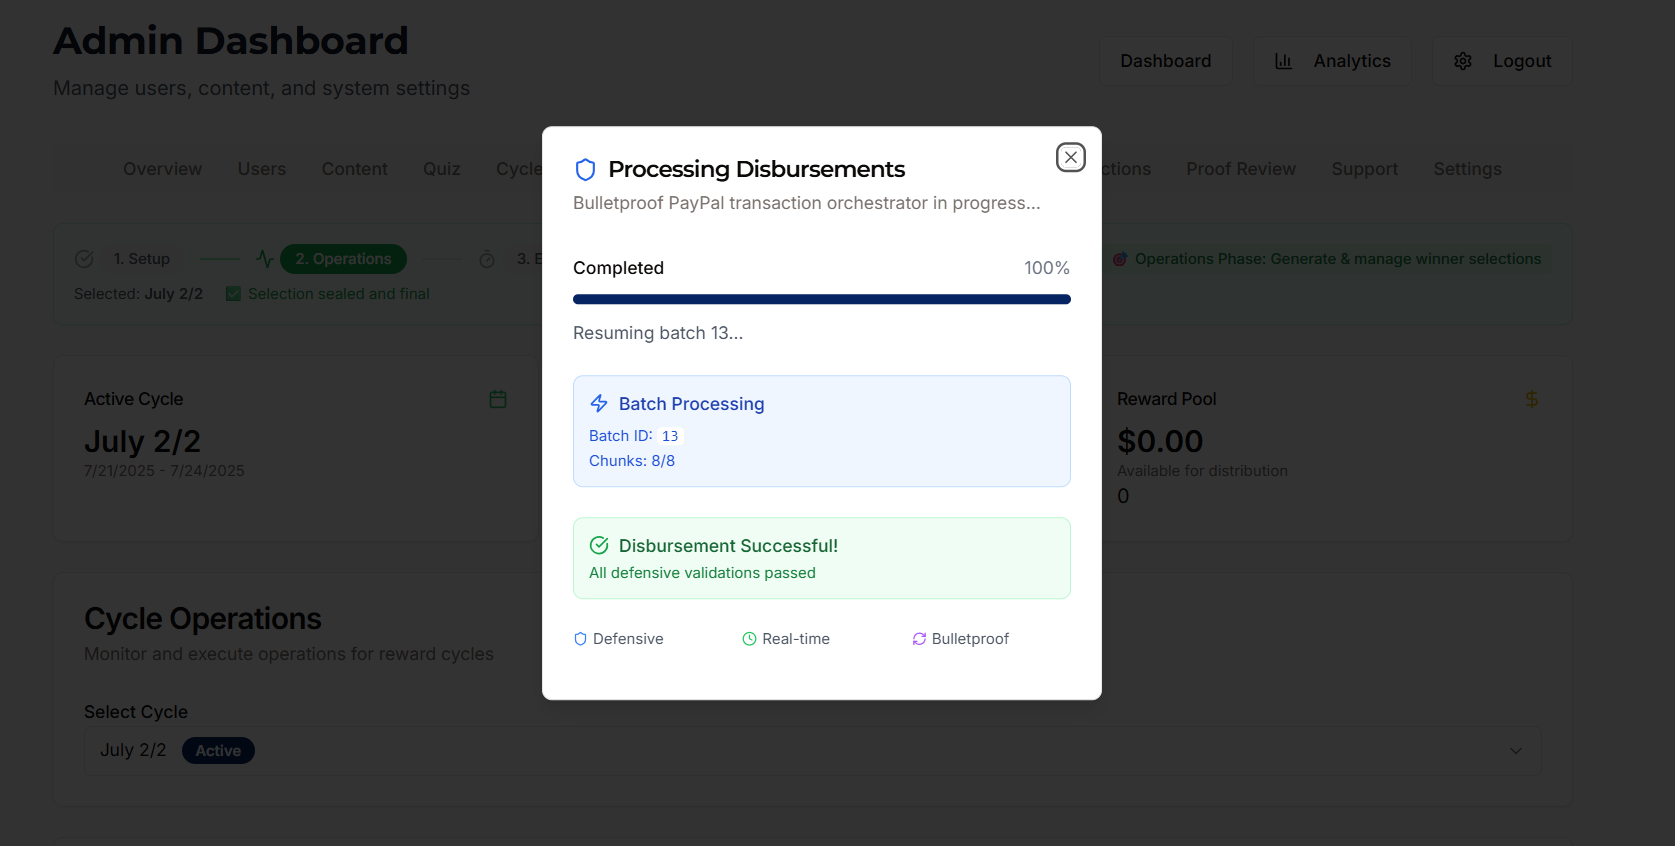 Admin Dashboard
Manage users, content, and system settings
Dashboard
Analytics
Logout
Overview
Users
Content
Quiz
Cycle
ctions
Proof Review
Support
Settings
1. Setup
2. Operations
3. E
🎯 Operations Phase: Generate & manage winner selections
Selected: July 2/2
✅ Selection sealed and final
Active Cycle
July 2/2
7/21/2025 - 7/24/2025
Reward Pool
$0.00
Available for distribution
0
Cycle Operations
Monitor and execute operations for reward cycles
Select Cycle
July 2/2 Active
Processing Disbursements
Bulletproof PayPal transaction orchestrator in progress...
Completed 100%
Resuming batch 13...
Batch Processing
Batch ID: 13
Chunks: 8/8
Disbursement Successful!
All defensive validations passed
Defensive
Real-time
Bulletproof